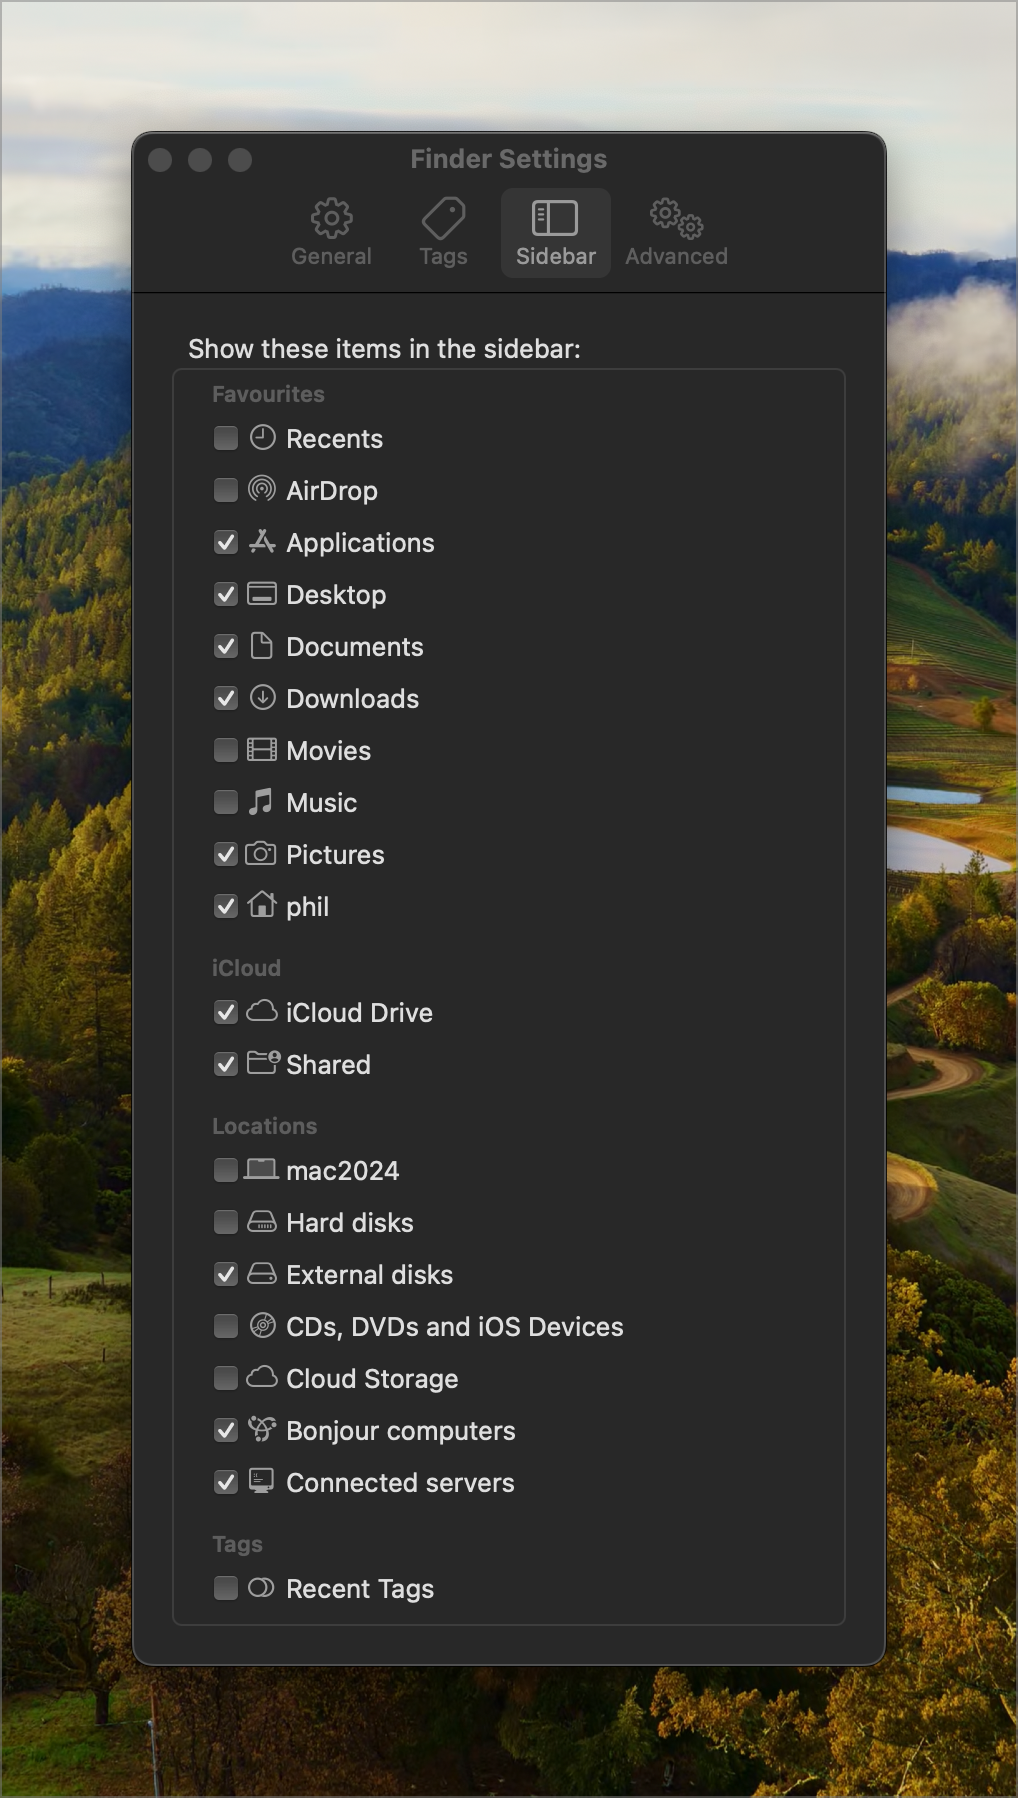 Finder Settings
General Tags Sidebar Advanced
Show these items in the sidebar:
Favourites
Recents
AirDrop
Applications
Desktop
Documents
Downloads
Movies
Music
Pictures
phil
iCloud
iCloud Drive
Shared
Locations
mac2024
Hard disks
External disks
CDs, DVDs and iOS Devices
Cloud Storage
Bonjour computers
Connected servers
Tags
Recent Tags